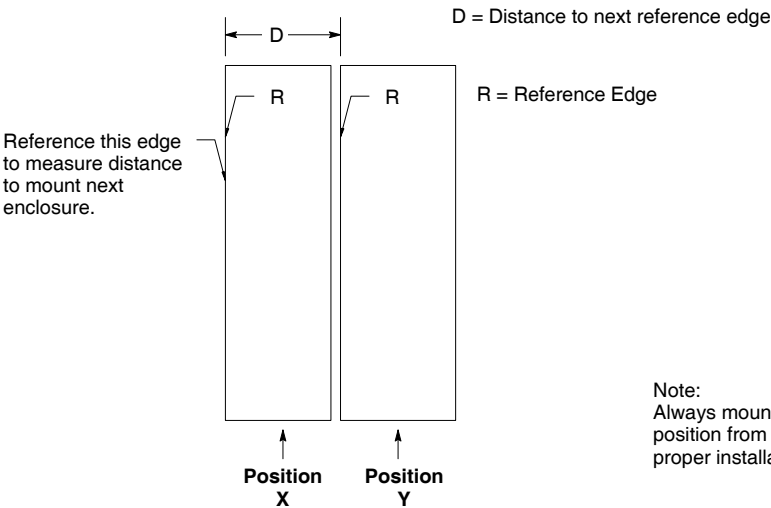 D = Distance to next reference edge
D
R
R
R = Reference Edge
Reference this edge
to measure distance
to mount next
enclosure.
Note:
Always moun
position from
proper installa
Position
X
Position
Y